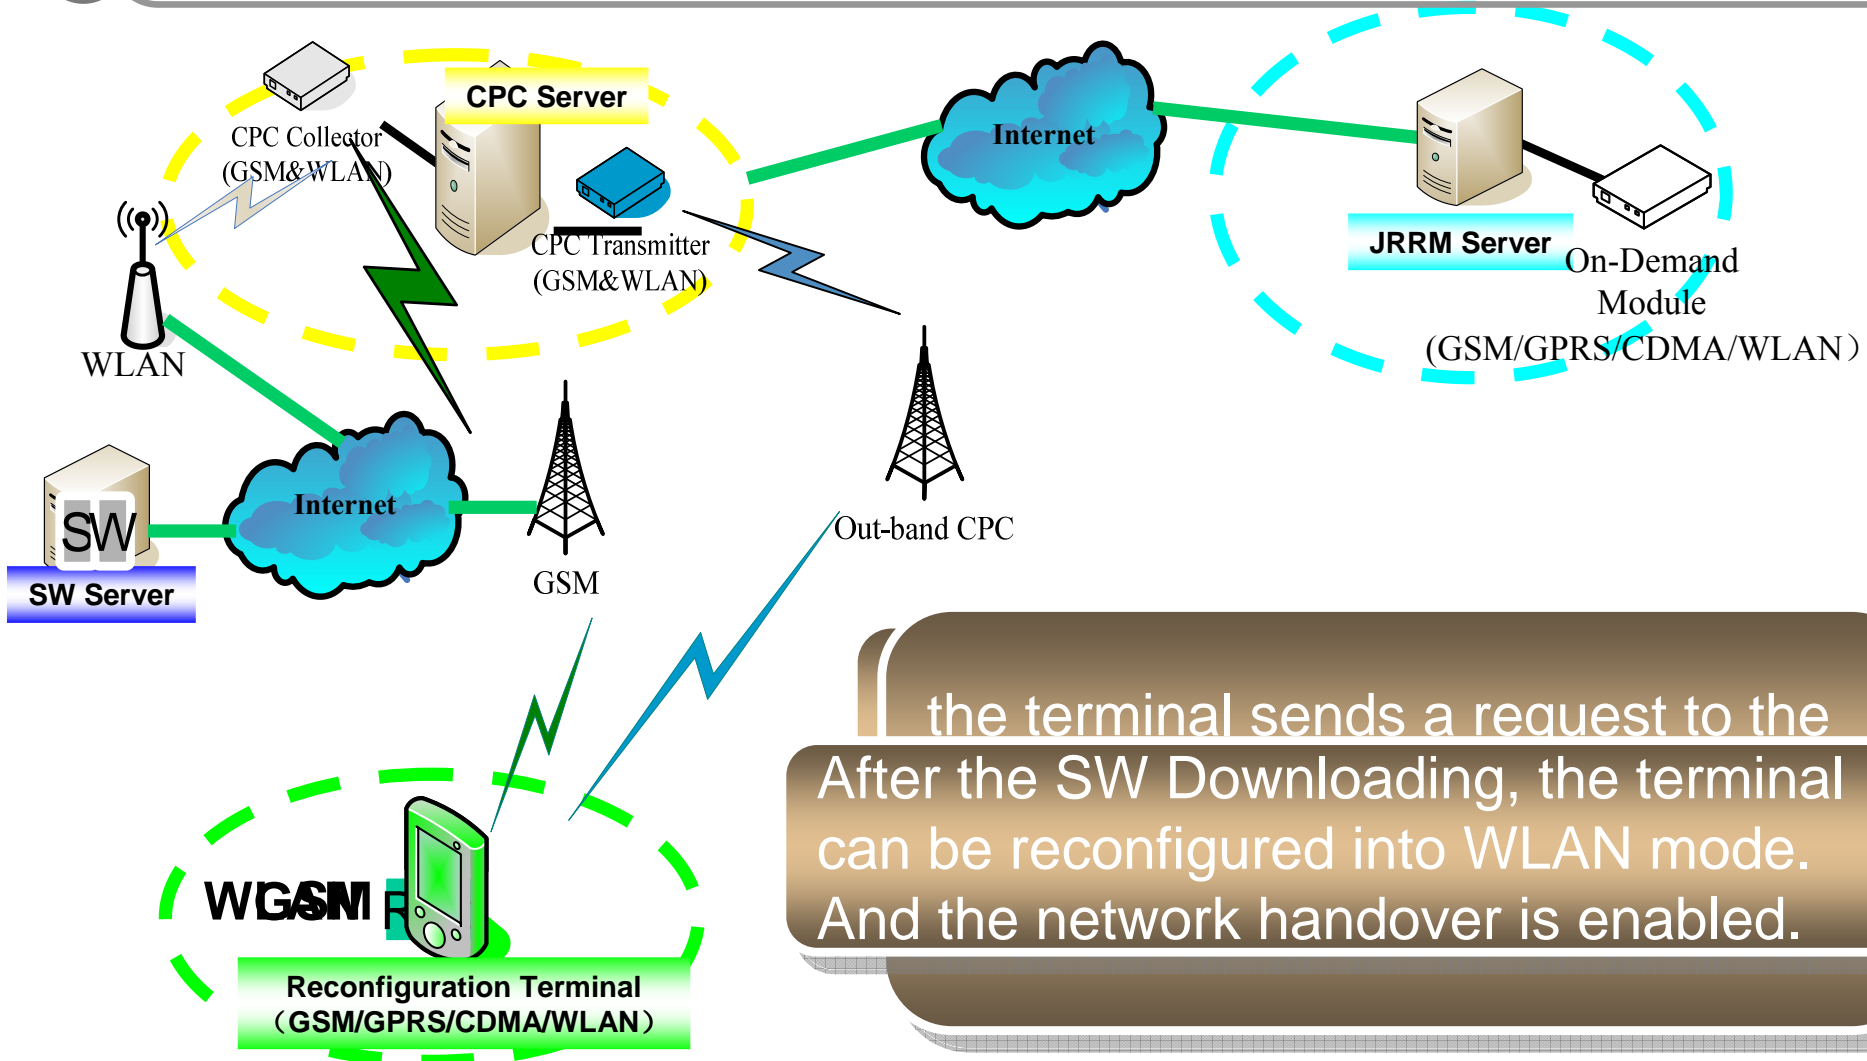 CPC Server
CPC Collector
(GSM&WLAN)
CPC Transmitter
(GSM&WLAN)
Internet
JRRM Server
On-Demand
Module
(GSM/GPRS/CDMA/WLAN）
WLAN
Internet
SW
SW Server
GSM
Out-band CPC
the terminal sends a request to the
After the SW Downloading, the terminal
can be reconfigured into WLAN mode.
And the network handover is enabled.
WLAN
GSM
R
Reconfiguration Terminal
（GSM/GPRS/CDMA/WLAN）